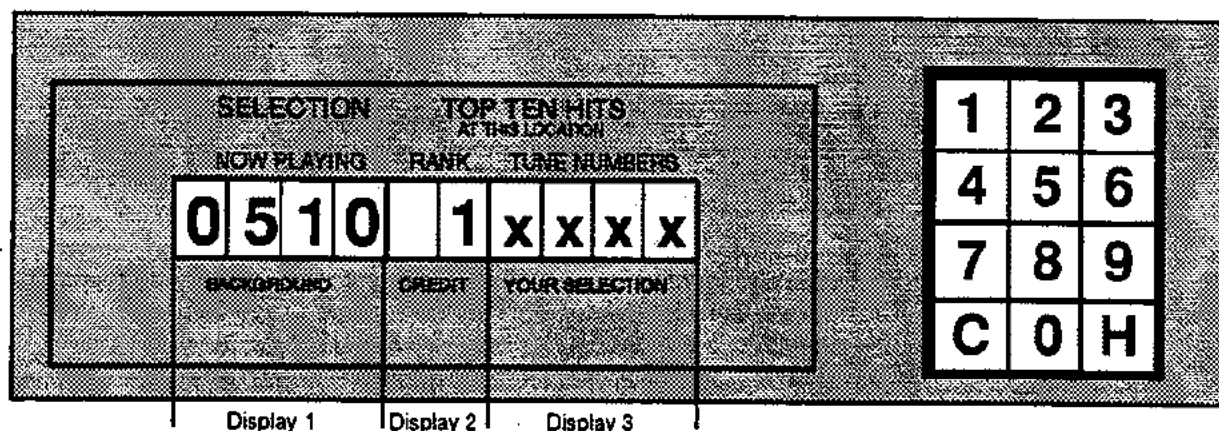 SELECTION TOP TEN HITS
AT THIS LOCATION
NOW PLAYING RANK TUNE NUMBERS
0510 1 x x x x
BACKGROUND CREDIT YOUR SELECTION
Display 1 Display 2 Display 3
1 2 3
4 5 6
7 8 9
C 0 H